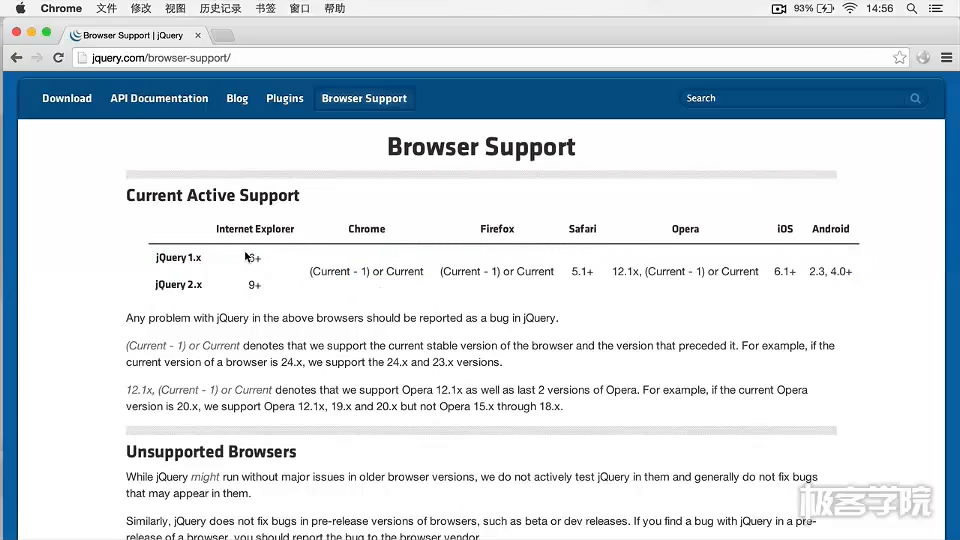 Chrome 文件 修改 视图 历史记录 书签 窗口 帮助 93% 14:56
Browser Support | jQuery
jquery.com/browser-support/
Download API Documentation Blog Plugins Browser Support Search
Browser Support
Current Active Support
Internet Explorer Chrome Firefox Safari Opera iOS Android
jQuery 1.x 6+
(Current - 1) or Current (Current - 1) or Current 5.1+ 12.1x, (Current - 1) or Current 6.1+ 2.3, 4.0+
jQuery 2.x 9+
Any problem with jQuery in the above browsers should be reported as a bug in jQuery.
(Current - 1) or Current denotes that we support the current stable version of the browser and the version that preceded it. For example, if the
current version of a browser is 24.x, we support the 24.x and 23.x versions.
12.1x, (Current - 1) or Current denotes that we support Opera 12.1x as well as last 2 versions of Opera. For example, if the current Opera
version is 20.x, we support Opera 12.1x, 19.x and 20.x but not Opera 15.x through 18.x.
Unsupported Browsers
While jQuery might run without major issues in older browser versions, we do not actively test jQuery in them and generally do not fix bugs
that may appear in them.
极客学院
Similarly, jQuery does not fix bugs in pre-release versions of browsers, such as beta or dev releases. If you find a bug with jQuery in a pre-
release of a browser, you should report the bug to the browser vendor.